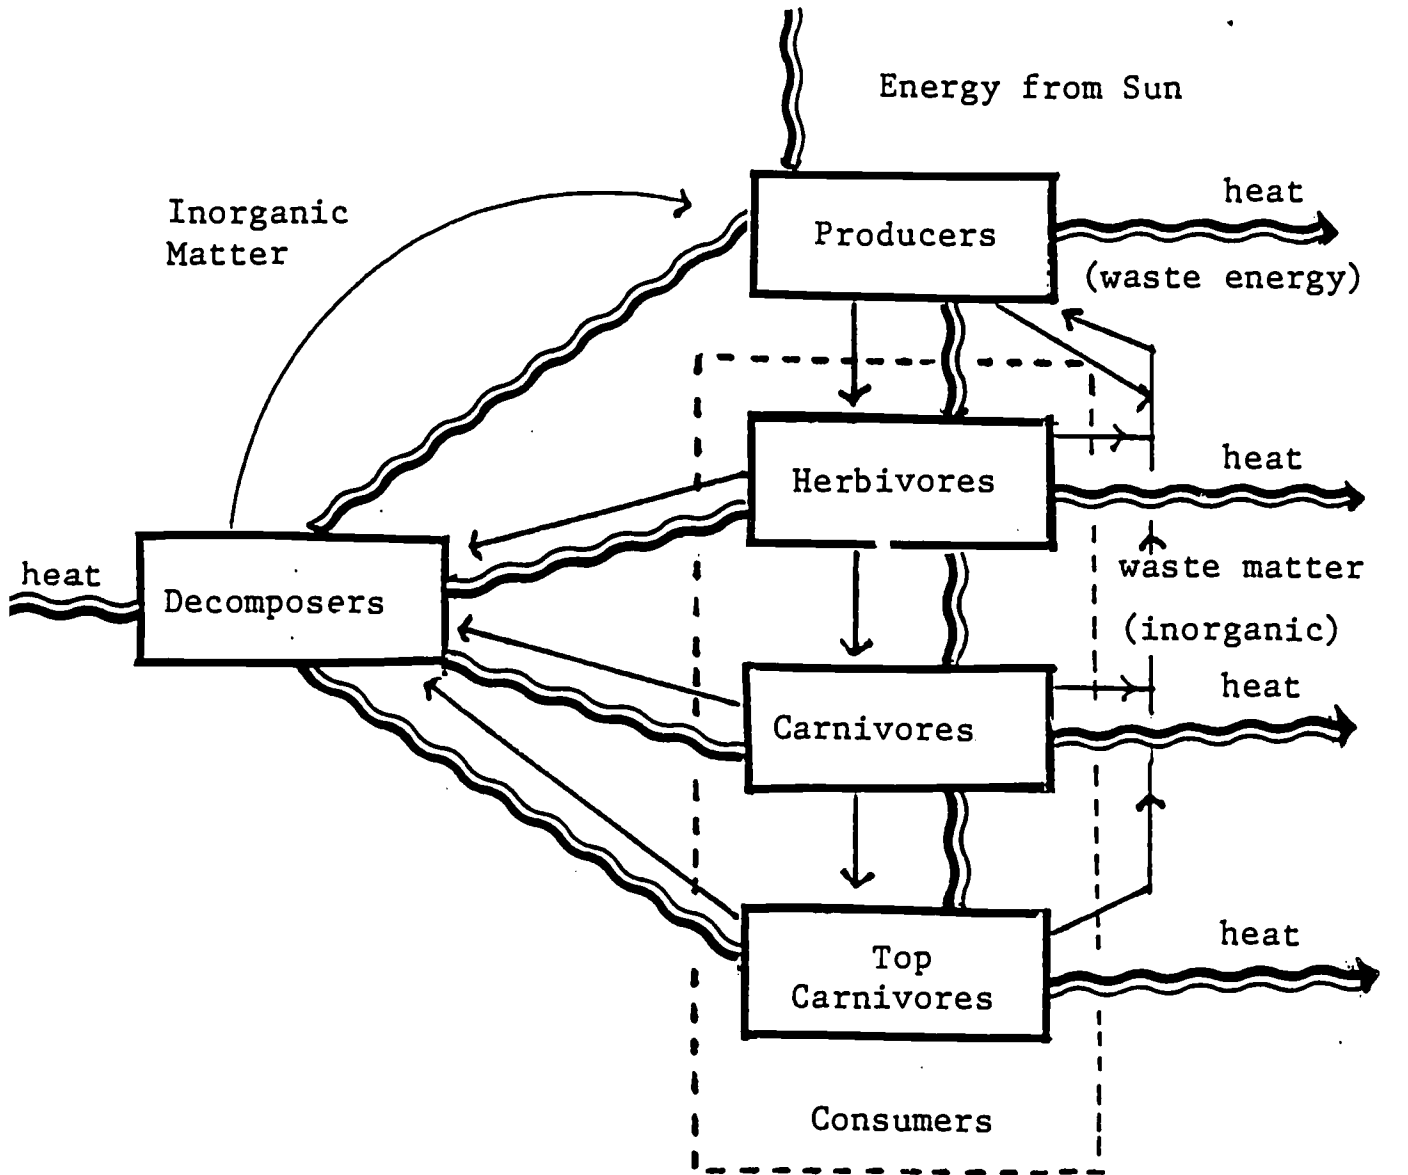 Energy from Sun
Inorganic
Matter
heat
Producers
(waste energy)
heat
Herbivores
heat
waste matter
Decomposers
(inorganic)
heat
Carnivores
heat
Top
Carnivores
Consumers